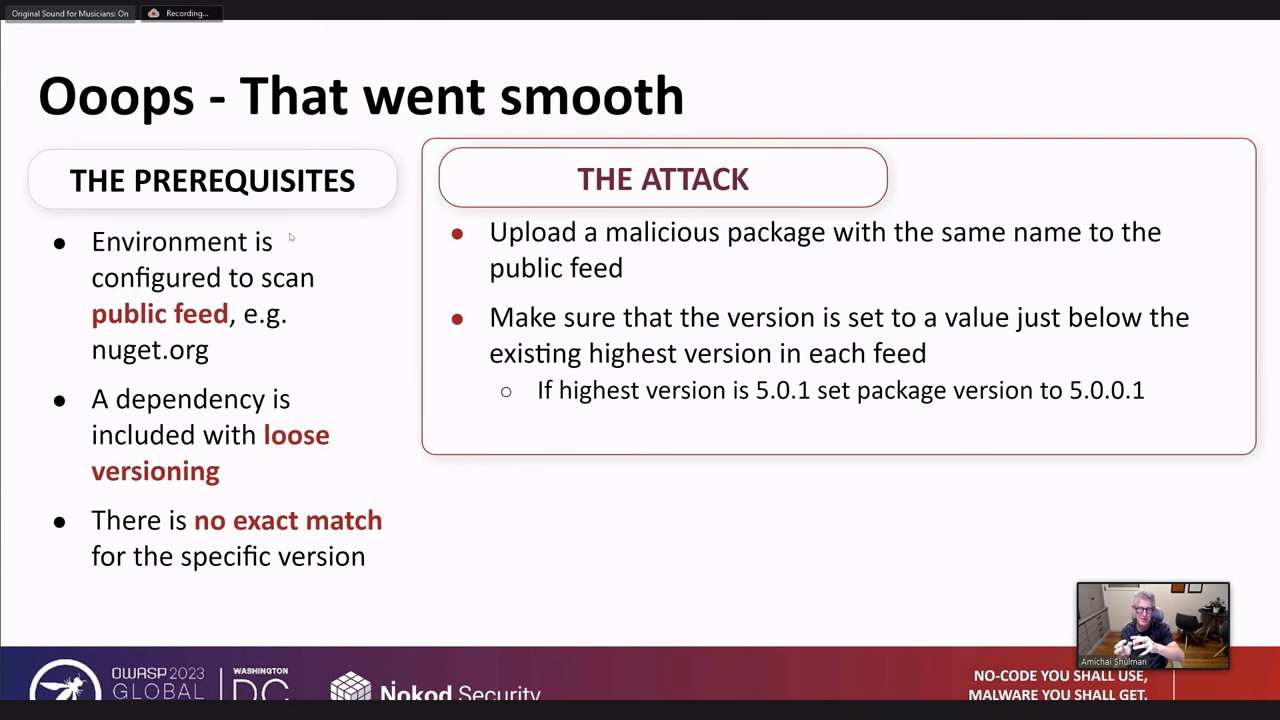 Original Sound for Musicians: On
Recording...
Ooops - That went smooth
THE PREREQUISITES
● Environment is
configured to scan
public feed, e.g.
nuget.org
● A dependency is
included with loose
versioning
● There is no exact match
for the specific version
THE ATTACK
● Upload a malicious package with the same name to the
public feed
● Make sure that the version is set to a value just below the
existing highest version in each feed
○ If highest version is 5.0.1 set package version to 5.0.0.1
Amichai Shulman
OWASP 2023
GLOBAL
WASHINGTON
DC
Nokod Security
NO-CODE YOU SHALL USE,
MALWARE YOU SHALL GET.